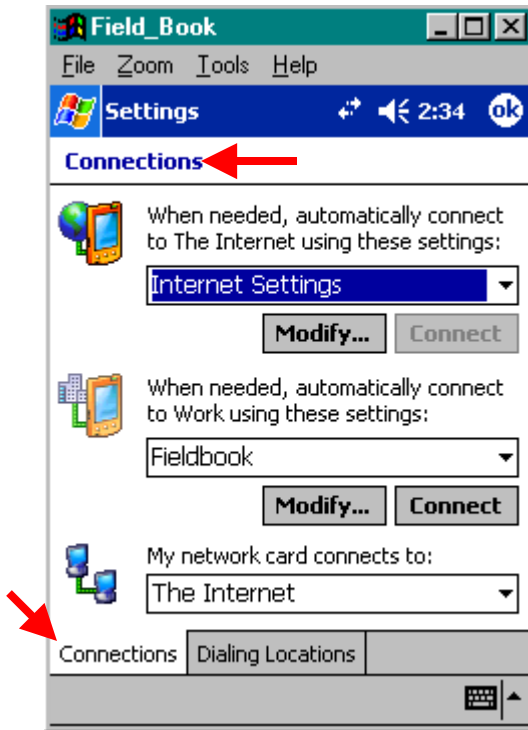 Field_Book
File Zoom Tools Help
Settings 2:34 ok
Connections
When needed, automatically connect
to The Internet using these settings:
Internet Settings
Modify... Connect
When needed, automatically connect
to Work using these settings:
Fieldbook
Modify... Connect
My network card connects to:
The Internet
Connections Dialing Locations